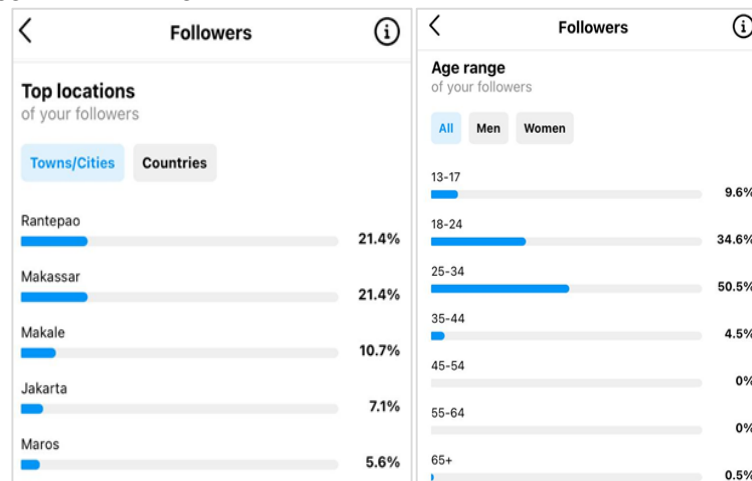 Followers
Top locations
of your followers
Towns/Cities Countries
Rantepao
21.4%
Makassar
21.4%
Makale
10.7%
Jakarta
7.1%
Maros
5.6%
Followers
Age range
of your followers
All Men Women
13-17
9.6%
18-24
34.6%
25-34
50.5%
35-44
4.5%
45-54
0%
55-64
0%
65+
0.5%